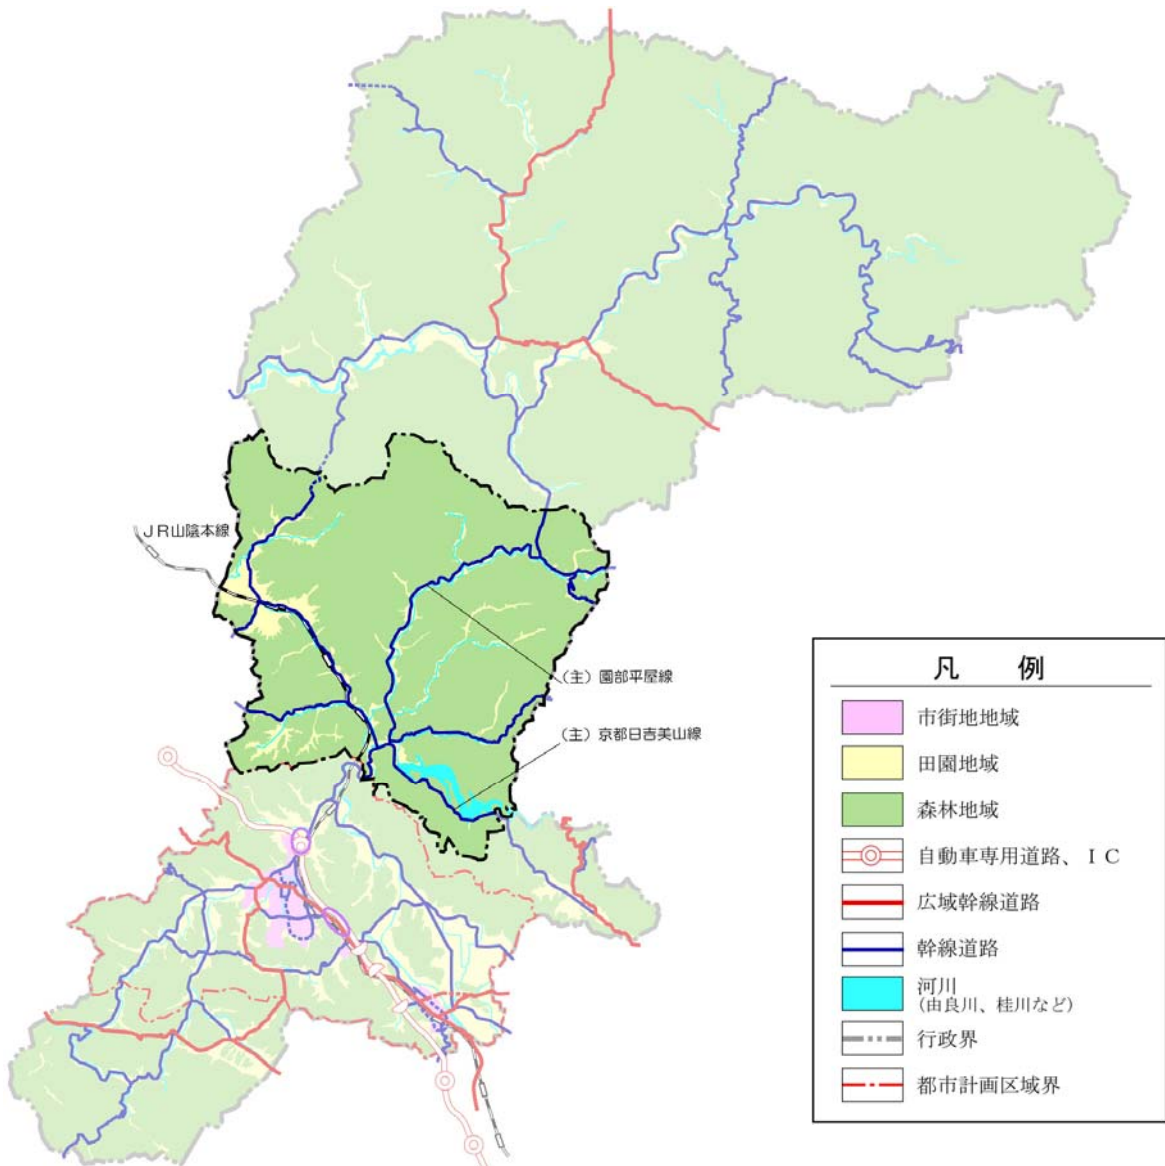 JR山陰本線
(主) 園部平屋線
(主) 京都日吉美山線
凡　例
市街地地域
田園地域
森林地域
自動車専用道路、IC
広域幹線道路
幹線道路
河川
(由良川、桂川など)
行政界
都市計画区域界